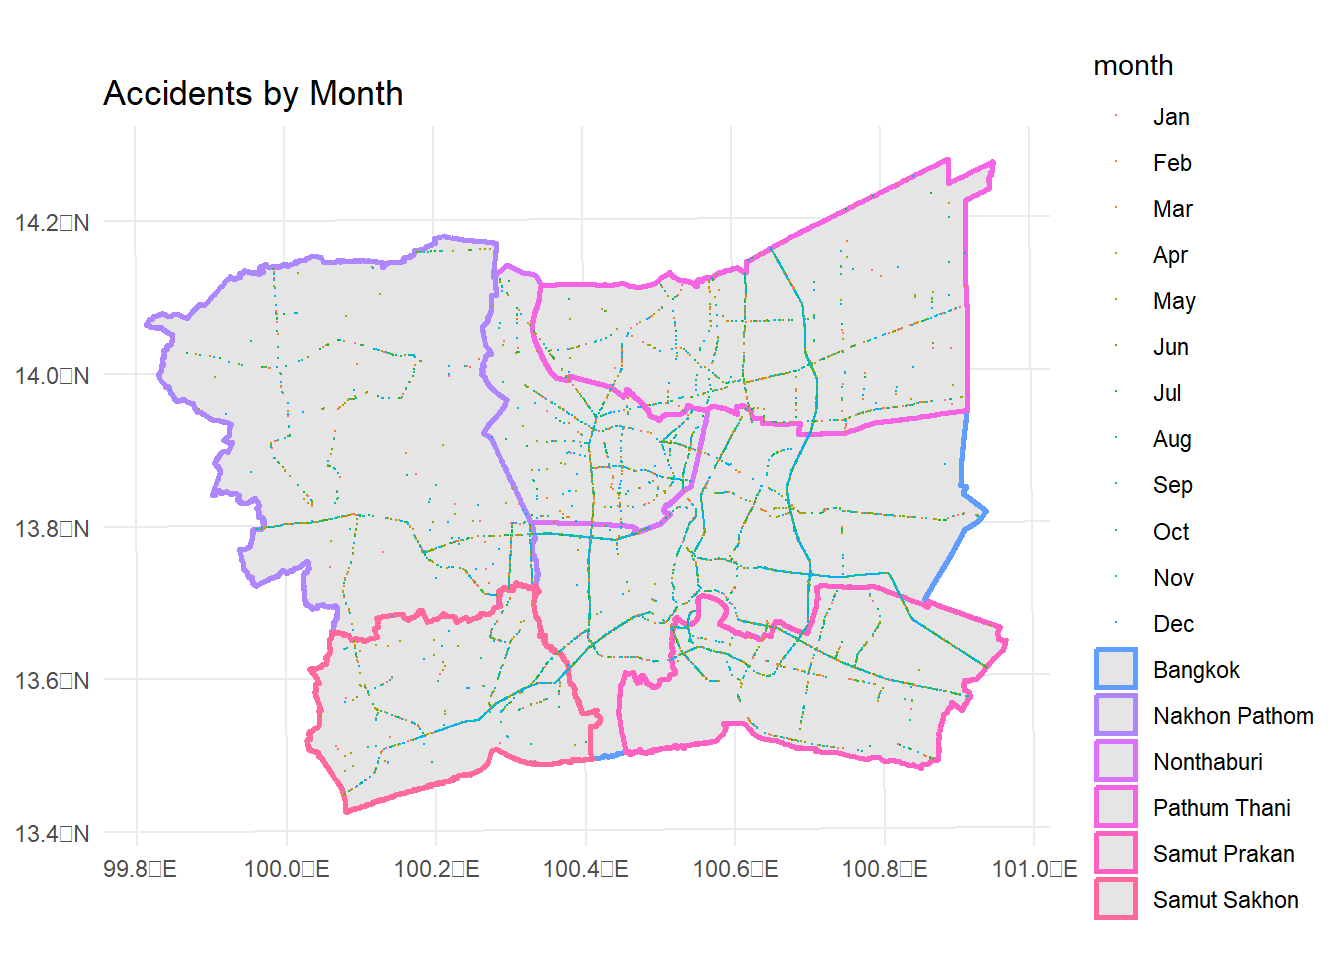 Accidents by Month
14.2□N
14.0□N
13.8□N
13.6□N
13.4□N
99.8□E
100.0□E
100.2□E
100.4□E
100.6□E
100.8□E
101.0□E
month
Jan
Feb
Mar
Apr
May
Jun
Jul
Aug
Sep
Oct
Nov
Dec
Bangkok
Nakhon Pathom
Nonthaburi
Pathum Thani
Samut Prakan
Samut Sakhon